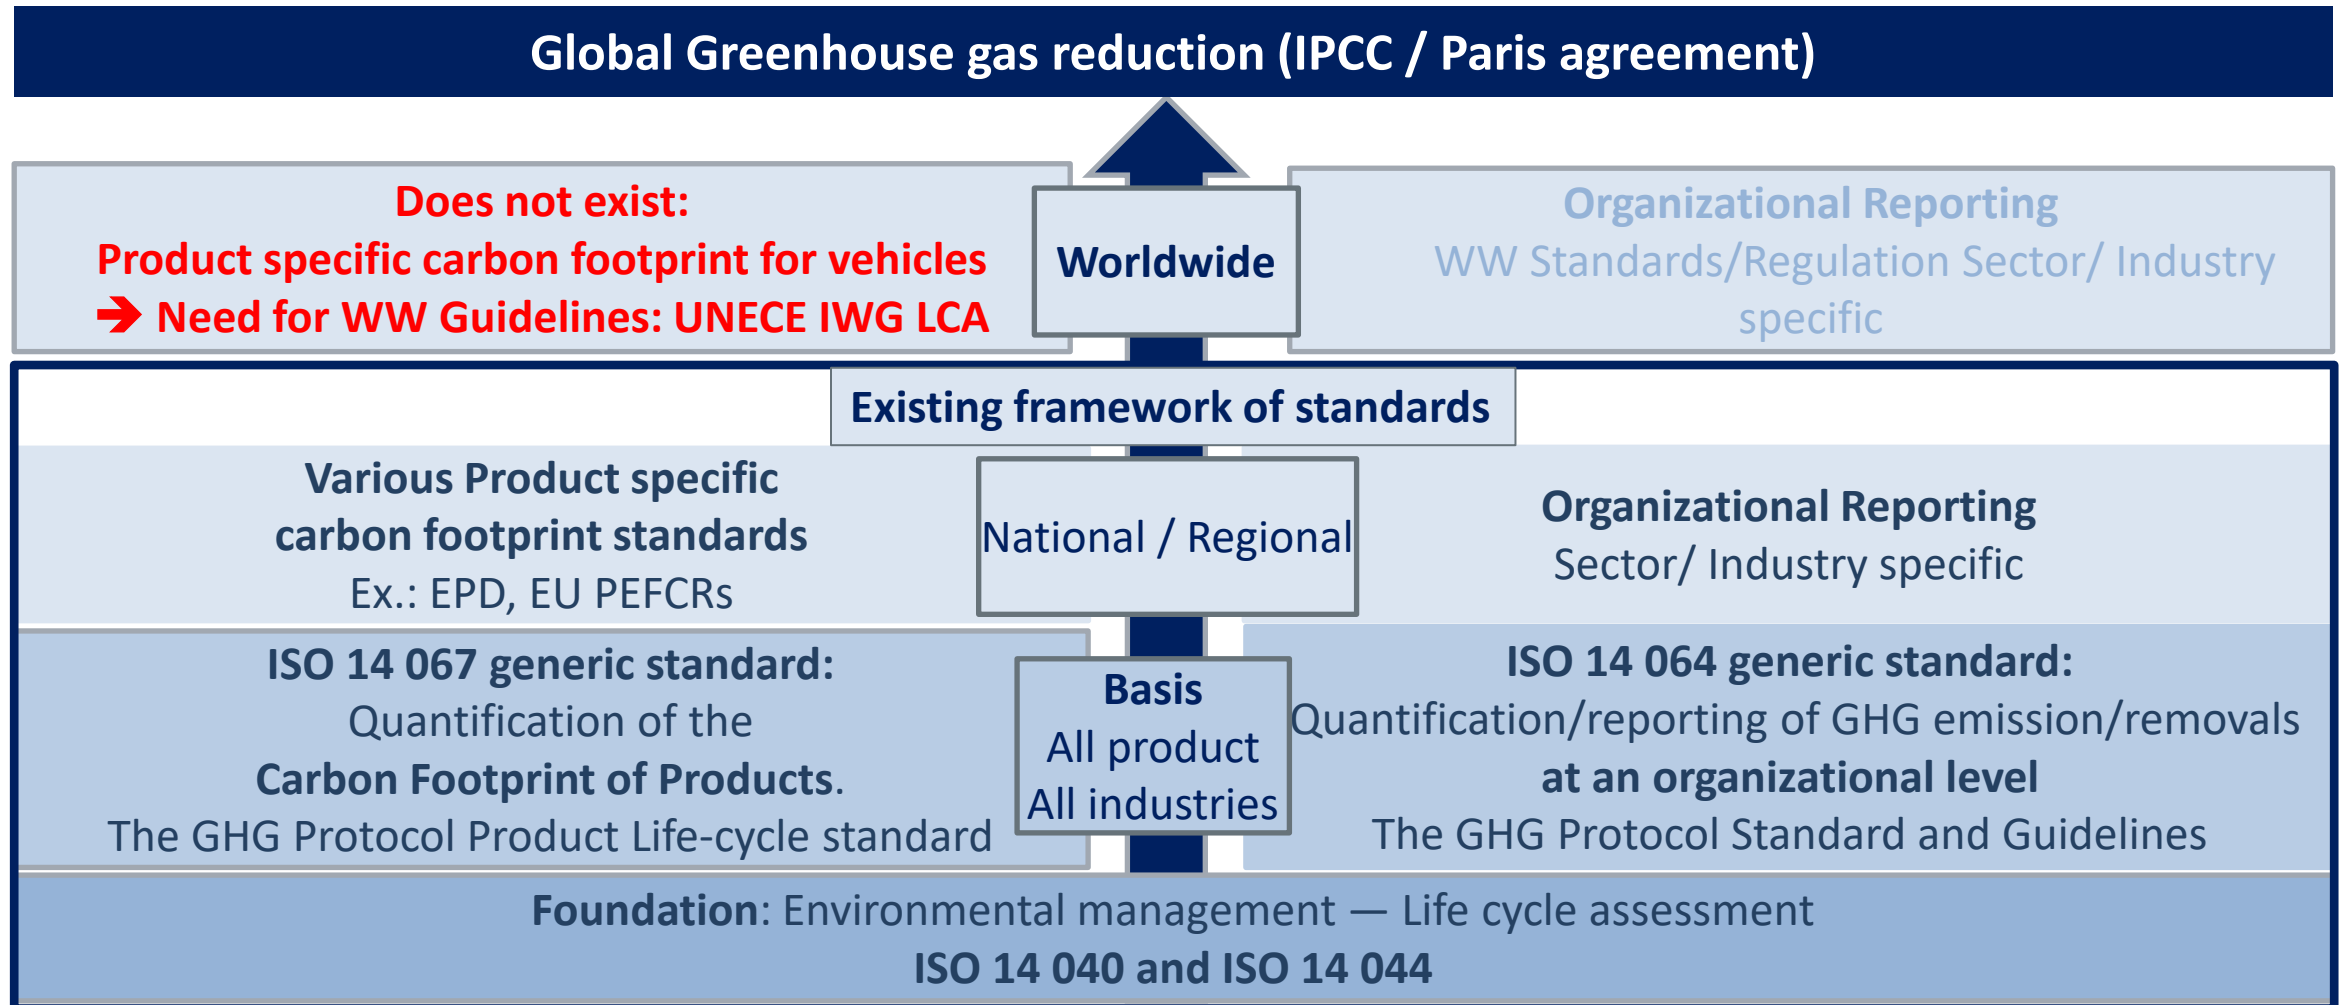 Global Greenhouse gas reduction (IPCC / Paris agreement)
Does not exist:
Product specific carbon footprint for vehicles
➔ Need for WW Guidelines: UNECE IWG LCA
Worldwide
Organizational Reporting
WW Standards/Regulation Sector/ Industry
specific
Existing framework of standards
Various Product specific
carbon footprint standards
Ex.: EPD, EU PEFCRs
National / Regional
Organizational Reporting
Sector/ Industry specific
ISO 14 067 generic standard:
Quantification of the
Carbon Footprint of Products.
The GHG Protocol Product Life-cycle standard
Basis
All product
All industries
ISO 14 064 generic standard:
Quantification/reporting of GHG emission/removals
at an organizational level
The GHG Protocol Standard and Guidelines
Foundation: Environmental management — Life cycle assessment
ISO 14 040 and ISO 14 044